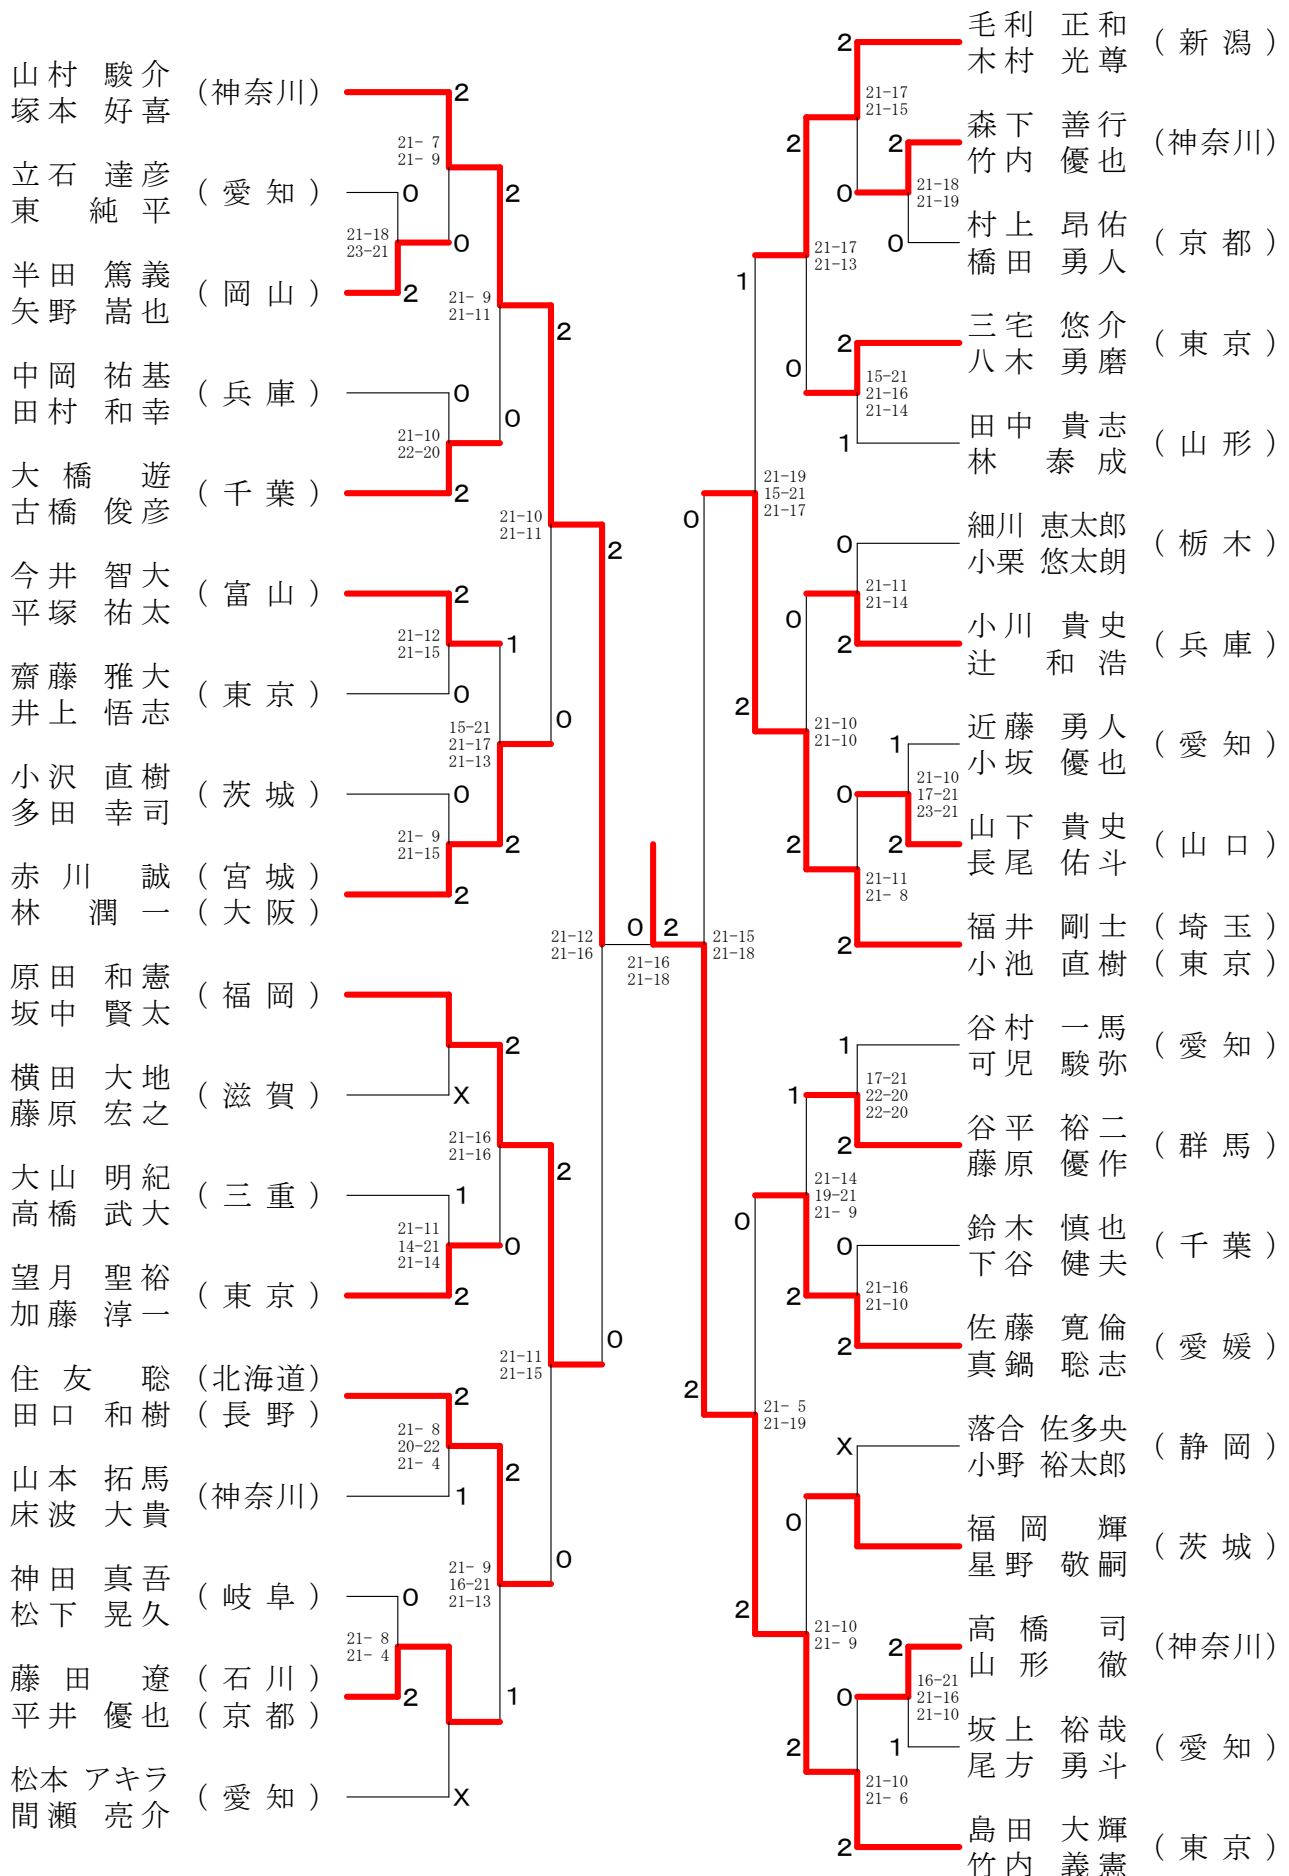 山村 駿介
塚本 好喜
(神奈川)
2
21- 7
21- 9
立石 達彦
東 純平
(愛知)
0
2
21-18
23-21
0
半田 篤義
矢野 嵩也
(岡山)
2
21- 9
21-11
2
中岡 祐基
田村 和幸
(兵庫)
0
0
21-10
22-20
大橋 遊
古橋 俊彦
(千葉)
2
21-10
21-11
2
今井 智大
平塚 祐太
(富山)
2
21-12
21-15
1
齋藤 雅大
井上 悟志
(東京)
0
15-21
21-17
21-13
0
小沢 直樹
多田 幸司
(茨城)
0
21- 9
21-15
2
赤川 誠
林 潤一
(宮城)
(大阪)
2
21-12
21-16
0 2
21-16
21-18
原田 和憲
坂中 賢太
(福岡)
2
横田 大地
藤原 宏之
(滋賀)
X
21-16
21-16
2
大山 明紀
高橋 武大
(三重)
1
21-11
14-21
21-14
0
望月 聖裕
加藤 淳一
(東京)
2
21-11
21-15
0
住友 聡
田口 和樹
(北海道)
(長野)
2
21- 8
20-22
21- 4
2
山本 拓馬
床波 大貴
(神奈川)
1
21- 9
16-21
21-13
0
神田 真吾
松下 晃久
(岐阜)
0
21- 8
21- 4
藤田 遼
平井 優也
(石川)
(京都)
2
1
松本 アキラ
間瀬 亮介
(愛知)
X
2
毛利 正和
木村 光尊
(新潟)
21-17
21-15
2
2
森下 善行
竹内 優也
(神奈川)
0
21-18
21-19
0
村上 昂佑
橋田 勇人
(京都)
21-17
21-13
1
2
三宅 悠介
八木 勇磨
(東京)
0
15-21
21-16
21-14
1
田中 貴志
林 泰成
(山形)
21-19
15-21
21-17
0
0
細川 恵太郎
小栗 悠太朗
(栃木)
21-11
21-14
0
2
小川 貴史
辻 和浩
(兵庫)
2
21-10
21-10
1
近藤 勇人
小坂 優也
(愛知)
0
21-10
17-21
23-21
2
2
山下 貴史
長尾 佑斗
(山口)
21-11
21- 8
2
福井 剛士
小池 直樹
(埼玉)
(東京)
21-15
21-18
1
谷村 一馬
可児 駿弥
(愛知)
17-21
22-20
22-20
1
2
谷平 裕二
藤原 優作
(群馬)
21-14
19-21
21- 9
0
0
鈴木 慎也
下谷 健夫
(千葉)
21-16
21-10
2
2
佐藤 寛倫
真鍋 聡志
(愛媛)
2
21- 5
21-19
X
落合 佐多央
小野 裕太郎
(静岡)
0
福岡 輝
星野 敬嗣
(茨城)
2
21-10
21- 9
2
高橋 司
山形 徹
(神奈川)
0
16-21
21-16
21-10
2
1
坂上 裕哉
尾方 勇斗
(愛知)
21-10
21- 6
2
島田 大輝
竹内 義憲
(東京)